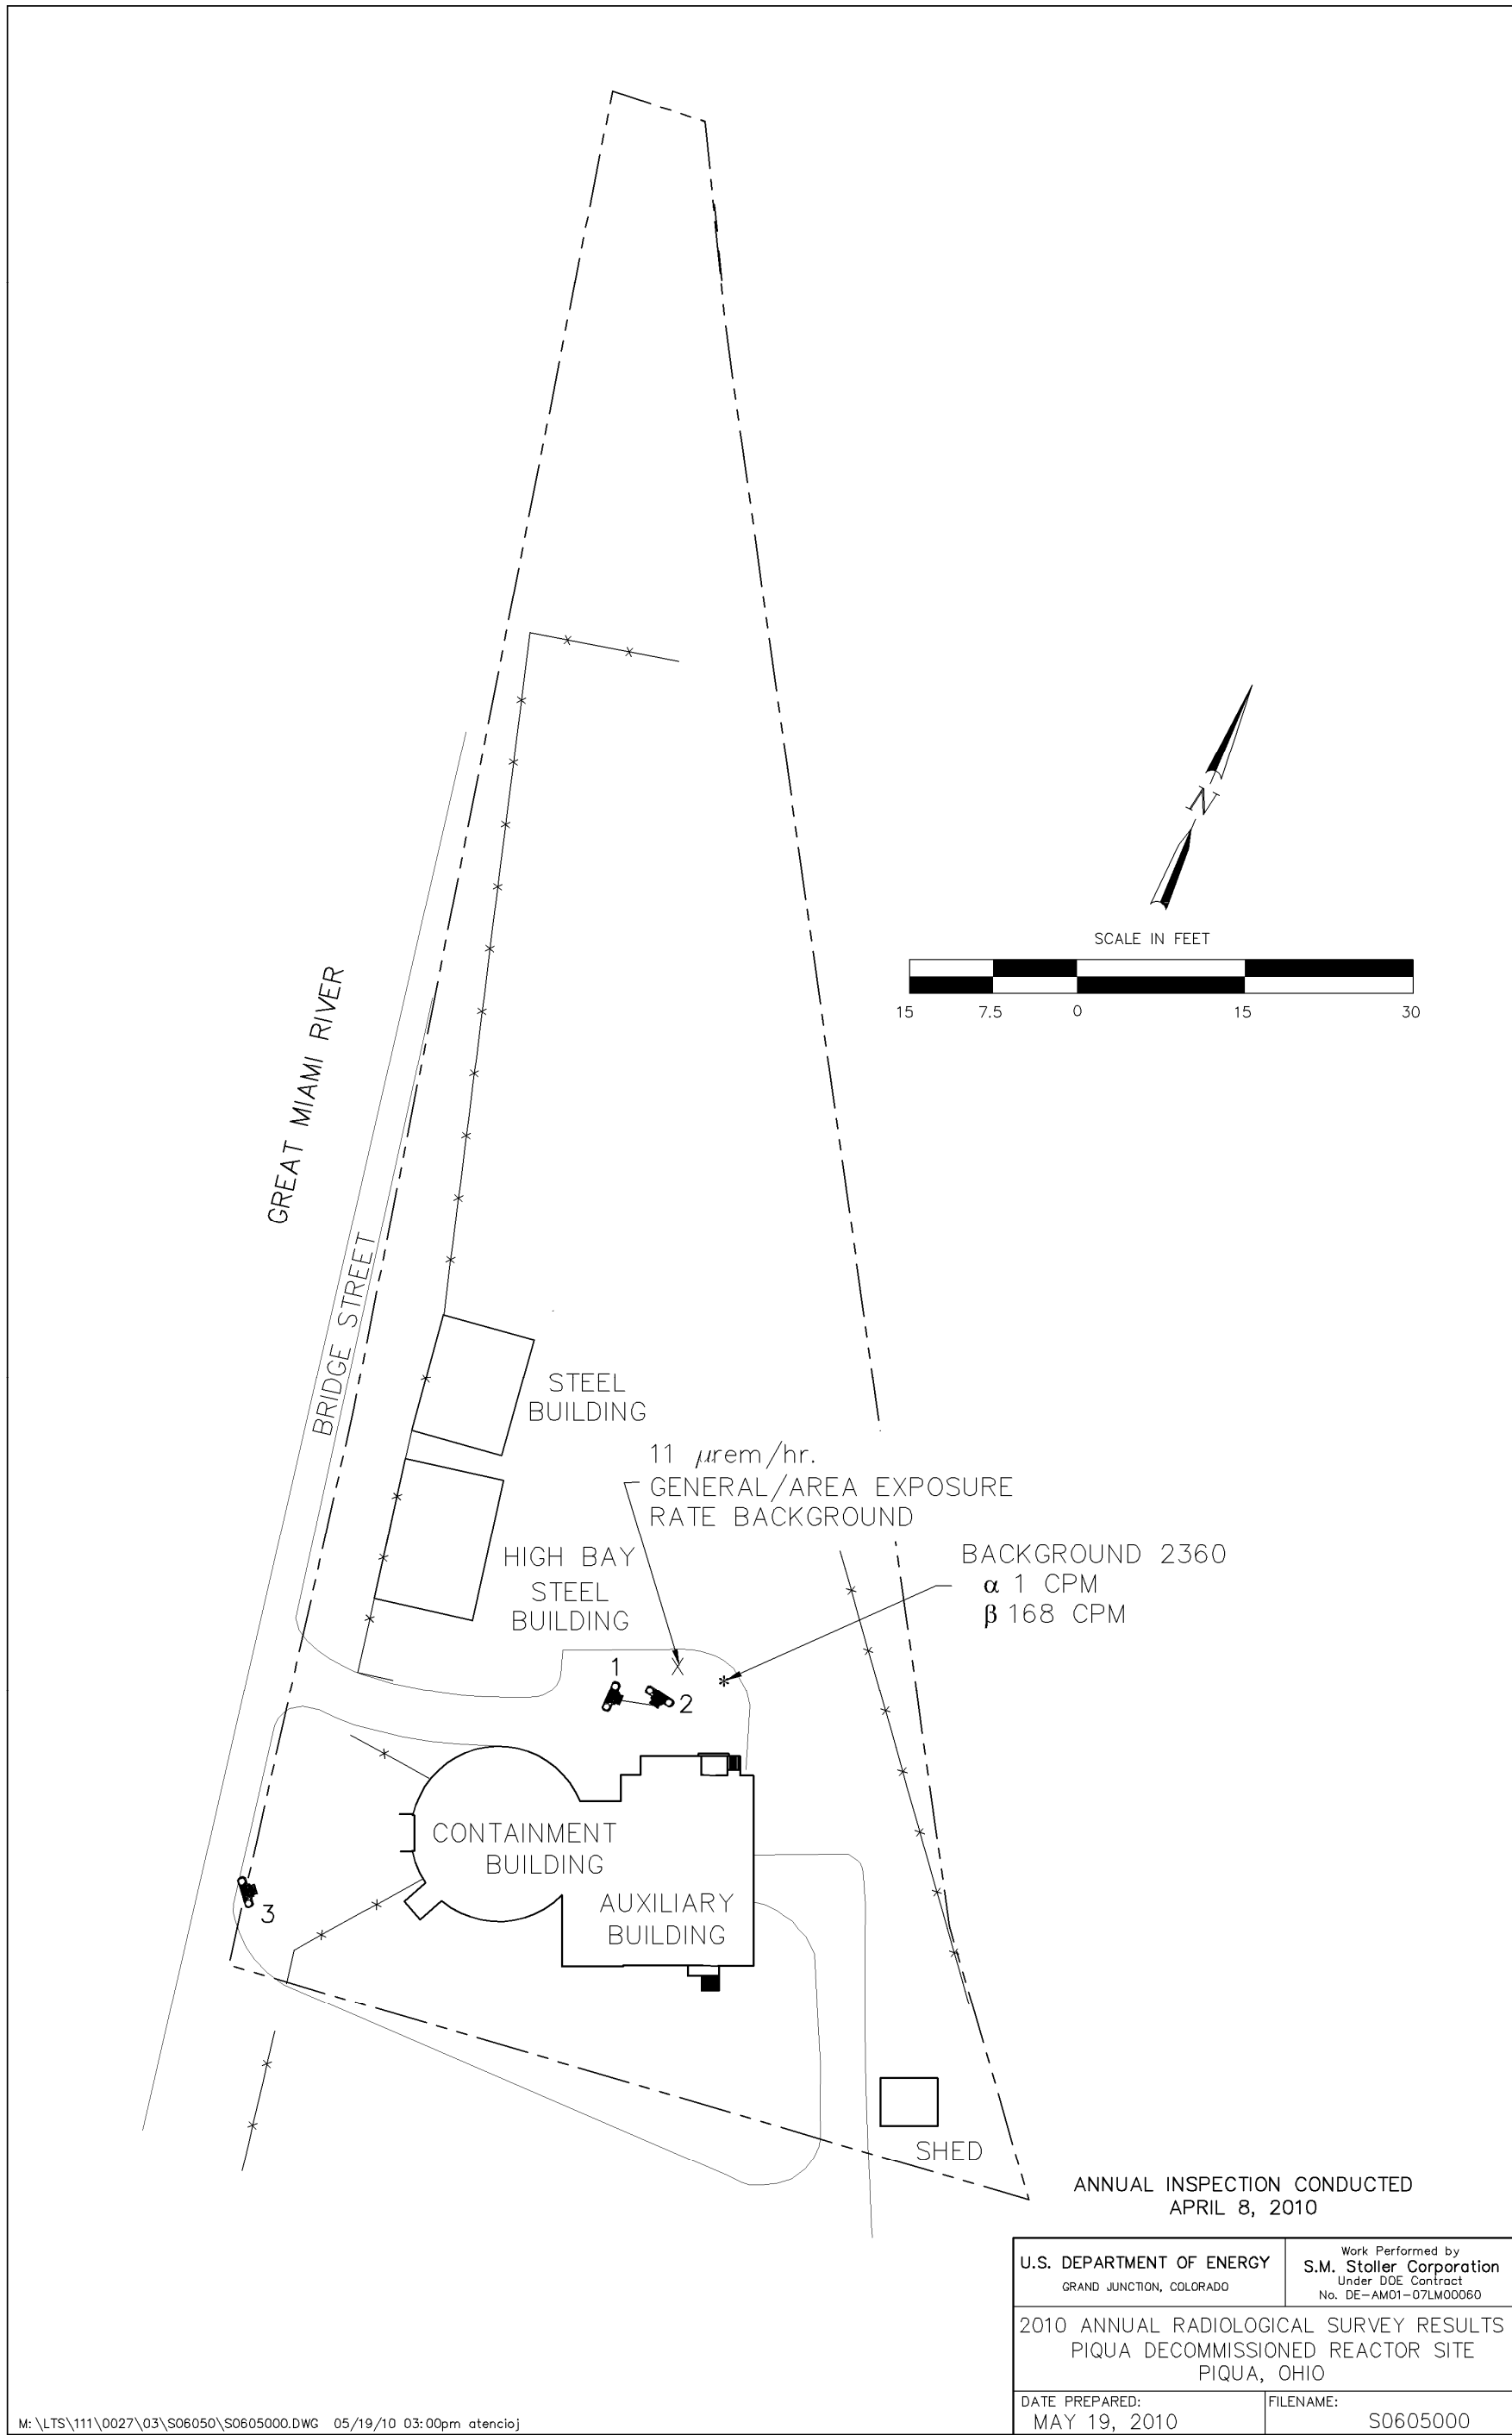 N
SCALE IN FEET
15 7.5 0 15 30
GREAT MIAMI RIVER
BRIDGE STREET
STEEL
BUILDING
11 µrem/hr.
GENERAL/AREA EXPOSURE
RATE BACKGROUND
HIGH BAY
STEEL
BUILDING
BACKGROUND 2360
α 1 CPM
β 168 CPM
1
2
CONTAINMENT
BUILDING
AUXILIARY
BUILDING
3
SHED
ANNUAL INSPECTION CONDUCTED
APRIL 8, 2010
U.S. DEPARTMENT OF ENERGY
GRAND JUNCTION, COLORADO
Work Performed by
S.M. Stoller Corporation
Under DOE Contract
No. DE-AM01-07LM00060
2010 ANNUAL RADIOLOGICAL SURVEY RESULTS
PIQUA DECOMMISSIONED REACTOR SITE
PIQUA, OHIO
DATE PREPARED:
MAY 19, 2010
FILENAME:
S0605000
M:\LTS\111\0027\03\S06050\S0605000.DWG 05/19/10 03:00pm atencioj